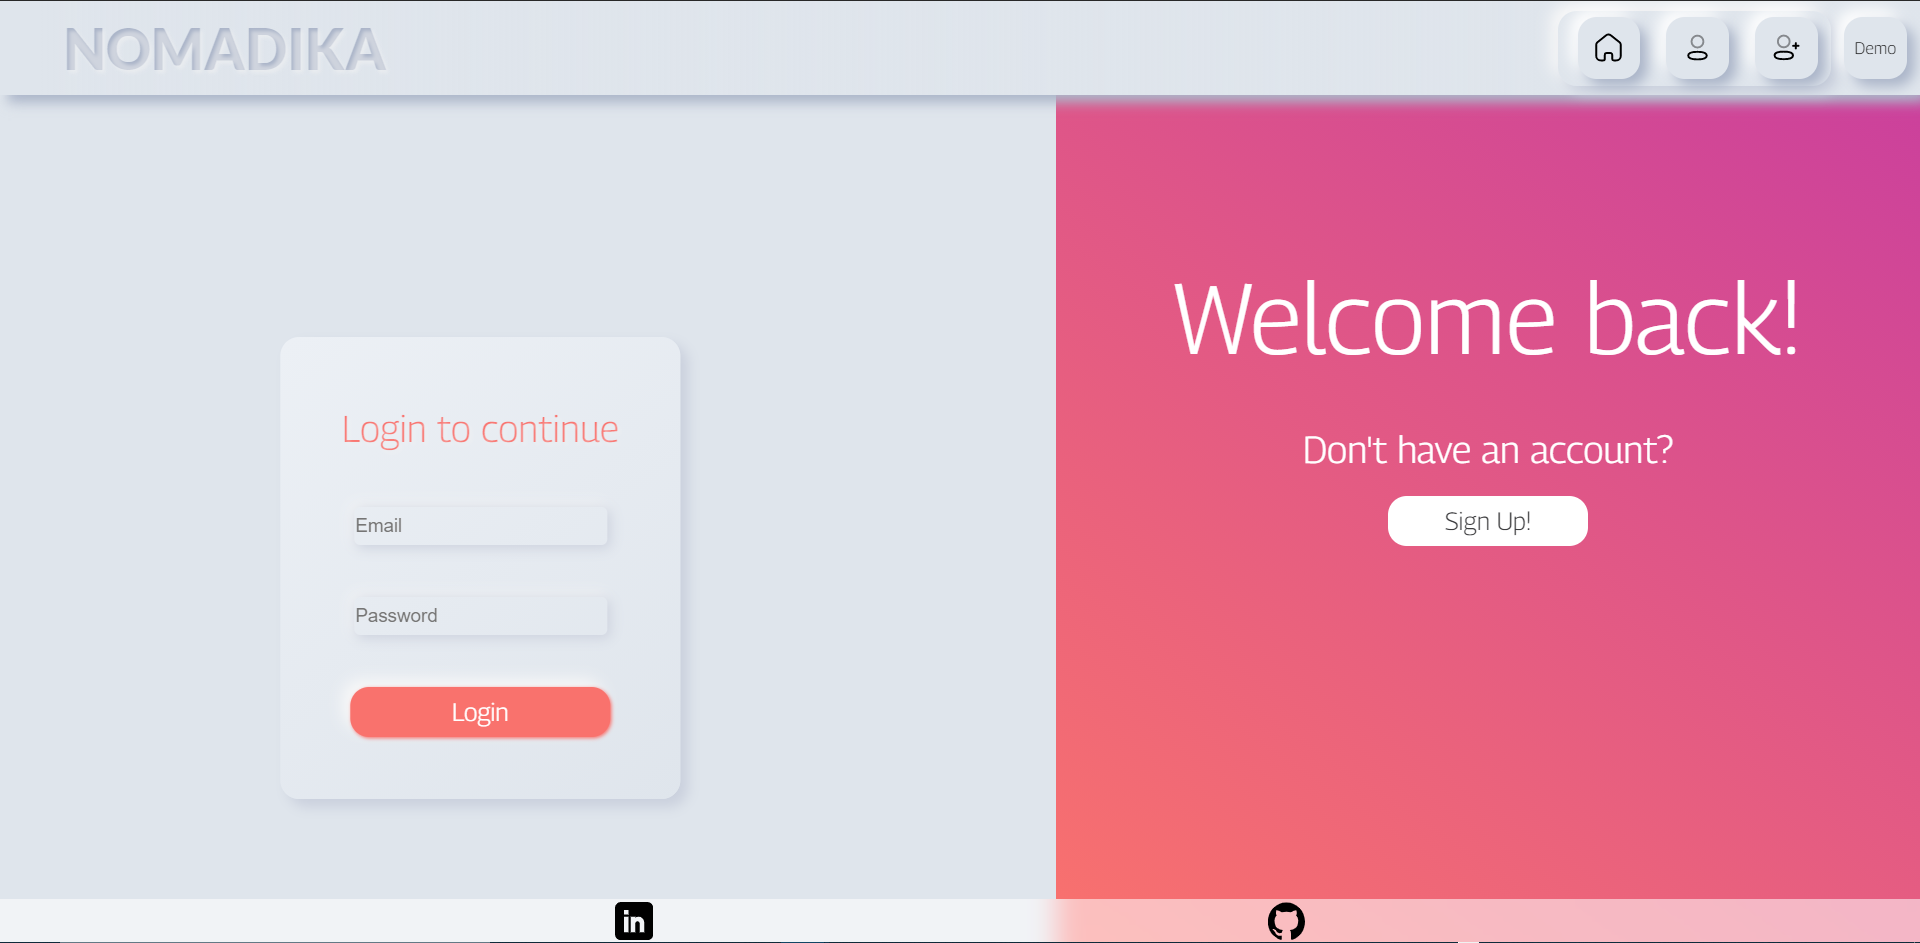 NOMADIKA
Demo
Login to continue
Email
Password
Login
Welcome back!
Don't have an account?
Sign Up!
in